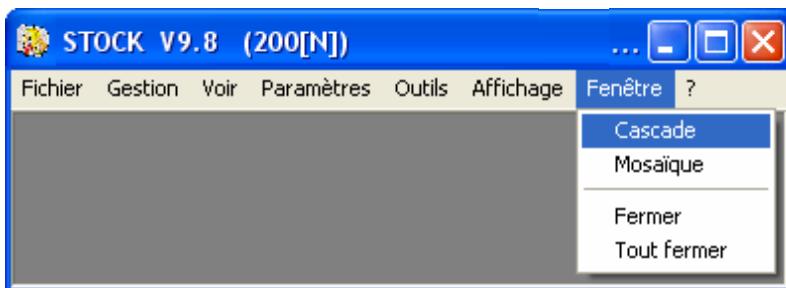 STOCK V9.8 (200[N]) ...
Fichier Gestion Voir Paramètres Outils Affichage Fenêtre ?
Cascade
Mosaïque
Fermer
Tout fermer